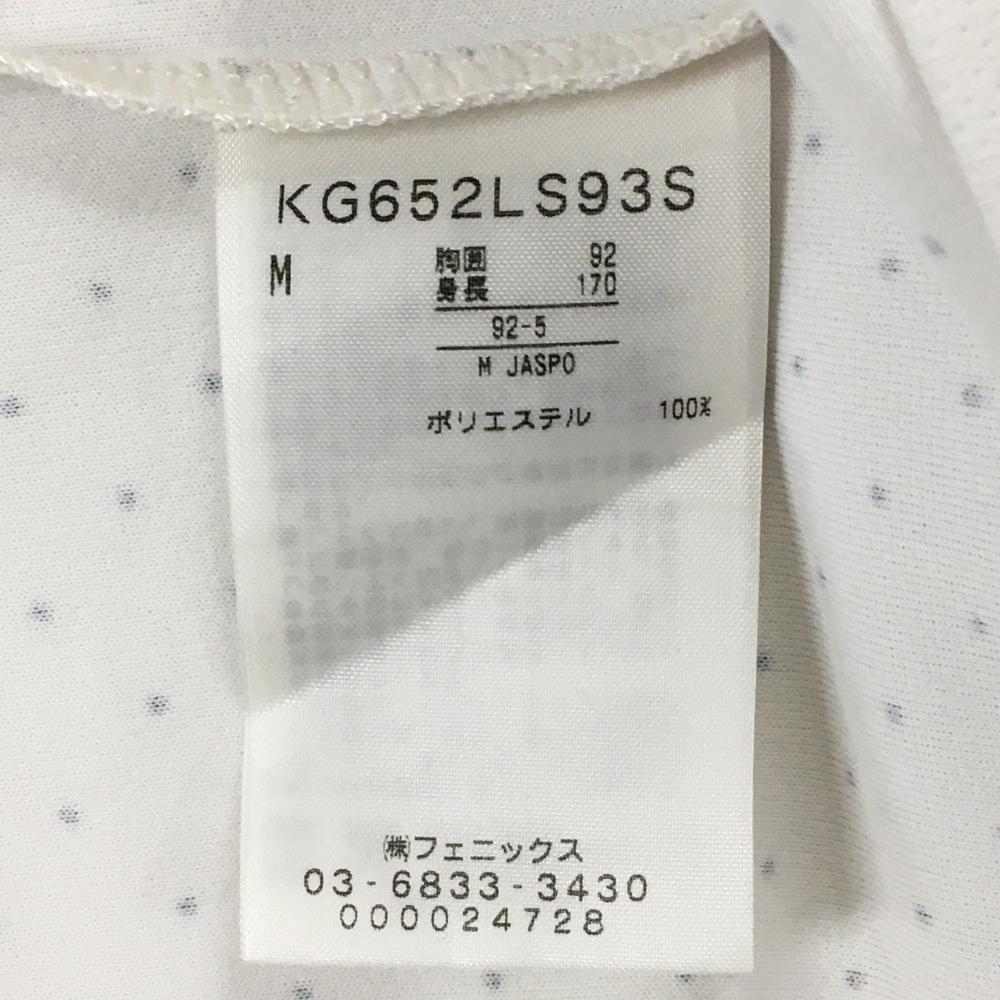 KG652LS93S
M 胸囲 92
身長 170
92-5
M JASPO
ポリエステル 100%
㈱フェニックス
03-6833-3430
000024728